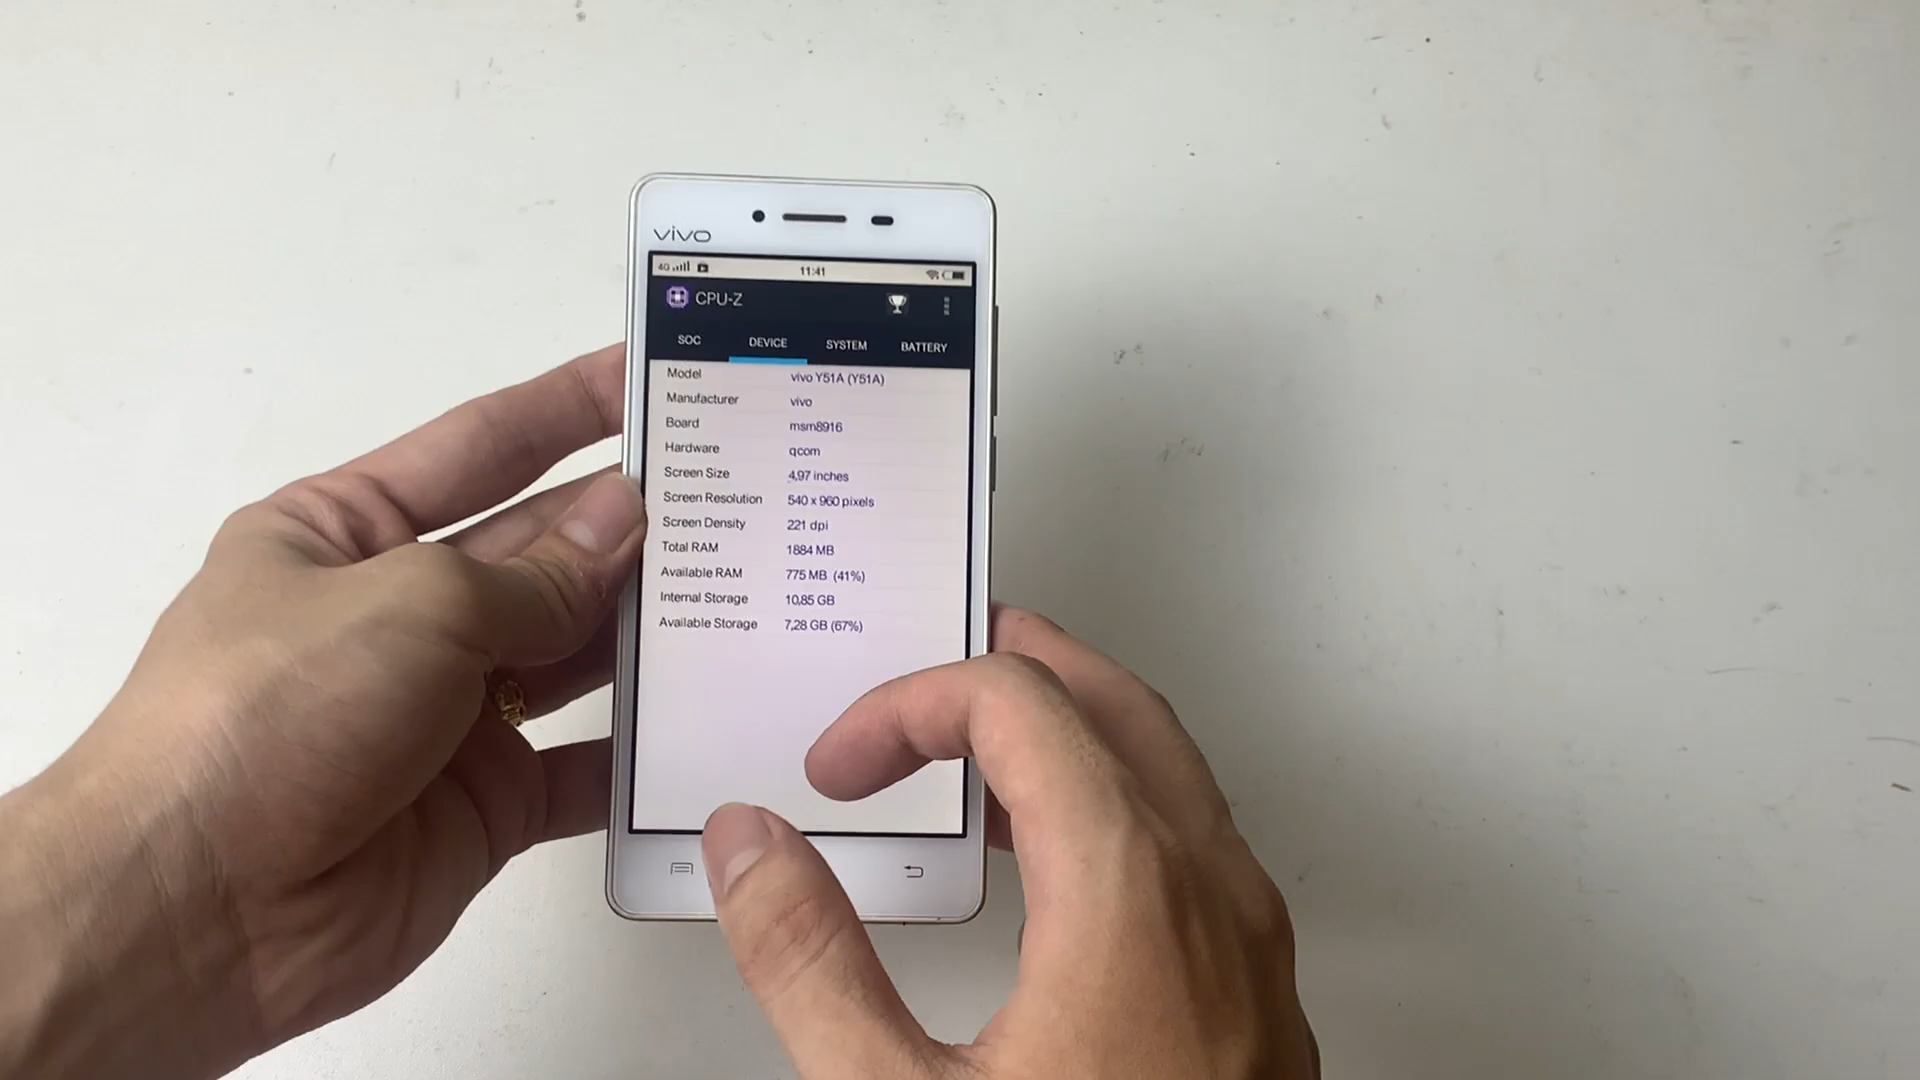 vivo
4G 11:41
CPU-Z
SOC DEVICE SYSTEM BATTERY
Model vivo Y51A (Y51A)
Manufacturer vivo
Board msm8916
Hardware qcom
Screen Size 4,97 inches
Screen Resolution 540 x 960 pixels
Screen Density 221 dpi
Total RAM 1884 MB
Available RAM 775 MB (41%)
Internal Storage 10,85 GB
Available Storage 7,28 GB (67%)